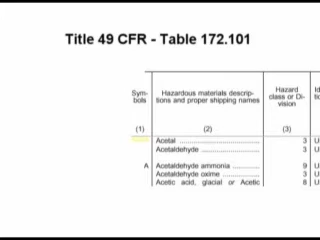 Title 49 CFR - Table 172.101
Sym-
bols
Hazardous materials descrip-
tions and proper shipping names
Hazard
class or Di-
vision
(1) (2) (3)
Acetal .................................... 3 U
Acetaldehyde ........................ 3 U
A Acetaldehyde ammonia ............ 9 U
Acetaldehyde oxime ................ 3 U
Acetic acid, glacial or Acetic 8 U